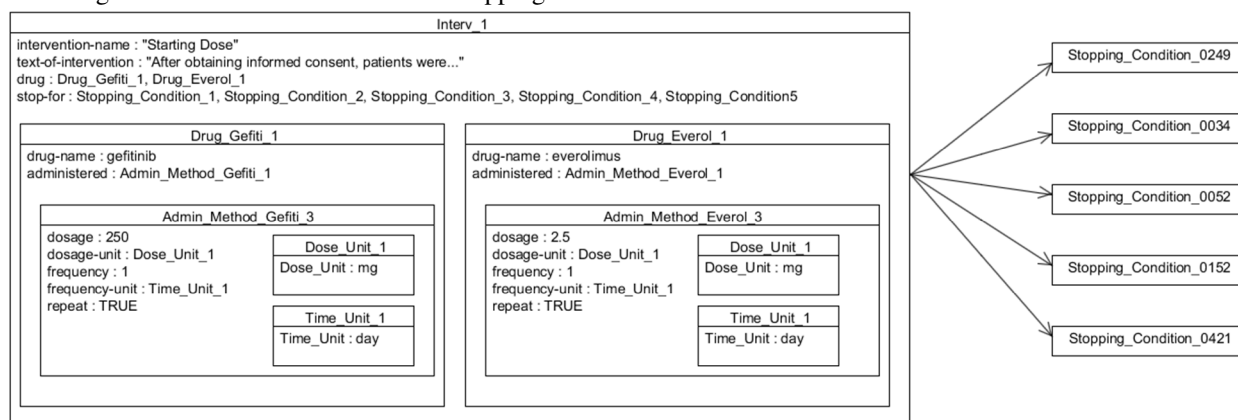 Interv_1
intervention-name : "Starting Dose"
text-of-intervention : "After obtaining informed consent, patients were..."
drug : Drug_Gefiti_1, Drug_Everol_1
stop-for : Stopping_Condition_1, Stopping_Condition_2, Stopping_Condition_3, Stopping_Condition_4, Stopping_Condition5
Drug_Gefiti_1
drug-name : gefitinib
administered : Admin_Method_Gefiti_1
Admin_Method_Gefiti_3
dosage : 250
dosage-unit : Dose_Unit_1
frequency : 1
frequency-unit : Time_Unit_1
repeat : TRUE
Dose_Unit_1
Dose_Unit : mg
Time_Unit_1
Time_Unit : day
Drug_Everol_1
drug-name : everolimus
administered : Admin_Method_Everol_1
Admin_Method_Everol_3
dosage : 2.5
dosage-unit : Dose_Unit_1
frequency : 1
frequency-unit : Time_Unit_1
repeat : TRUE
Dose_Unit_1
Dose_Unit : mg
Time_Unit_1
Time_Unit : day
Stopping_Condition_0249
Stopping_Condition_0034
Stopping_Condition_0052
Stopping_Condition_0152
Stopping_Condition_0421